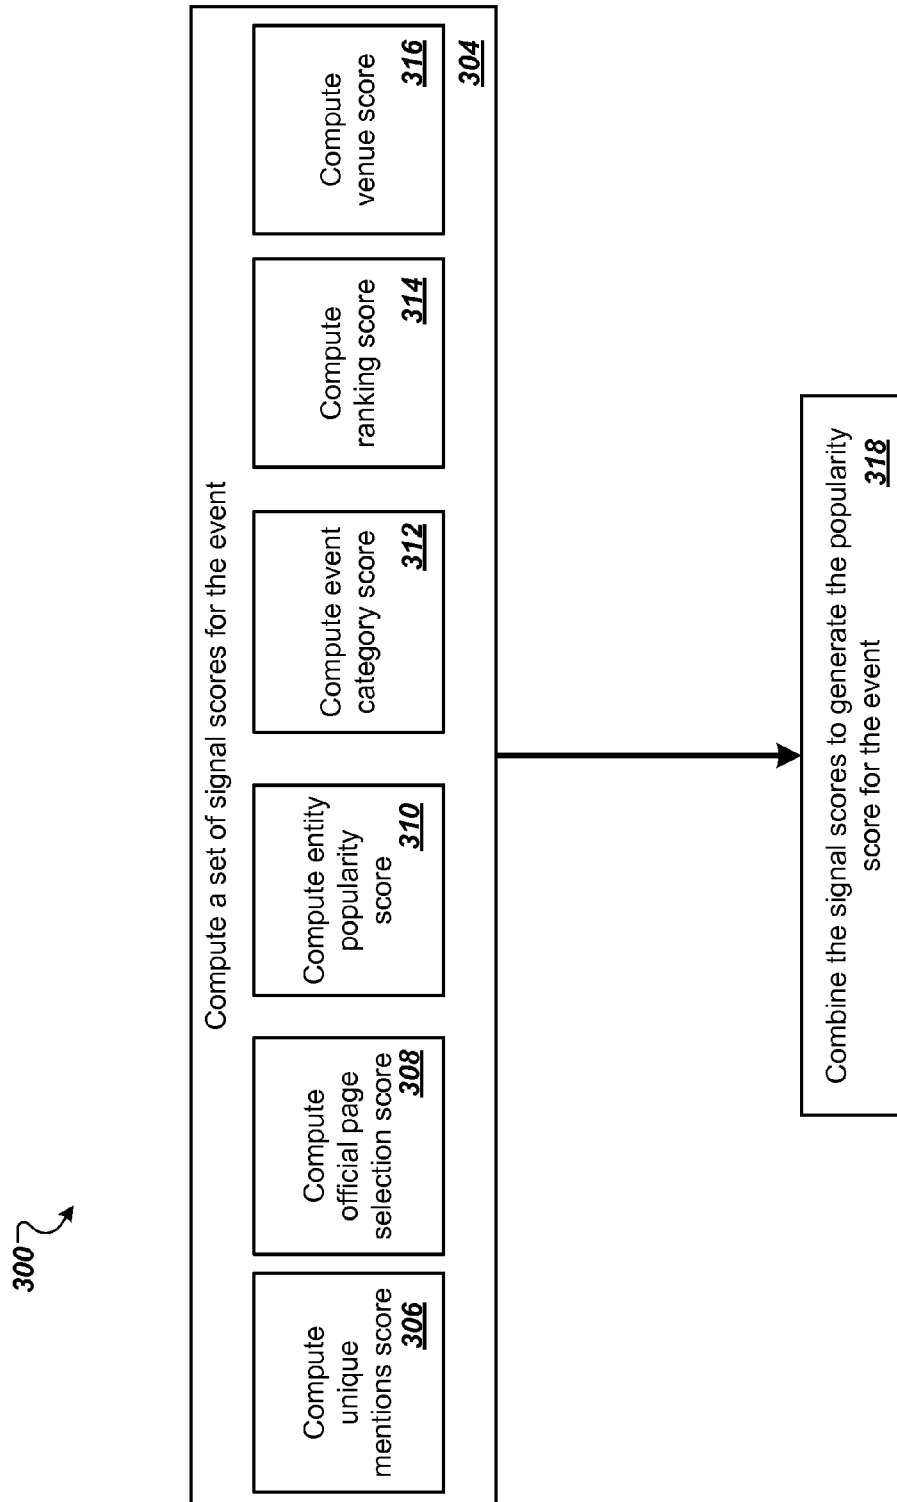 300
Compute a set of signal scores for the event
Compute
unique
mentions score
306
Compute
official page
selection score
308
Compute entity
popularity
score
310
Compute event
category score
312
Compute
ranking score
314
Compute
venue score
316
304
Combine the signal scores to generate the popularity
score for the event
318